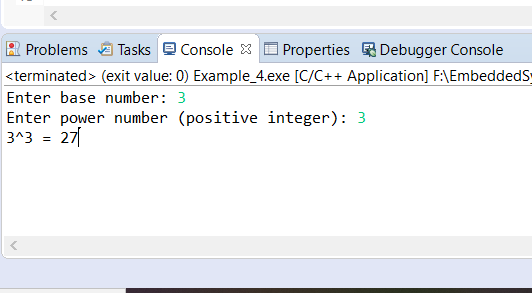 Problems Tasks Console Properties Debugger Console
<terminated> (exit value: 0) Example_4.exe [C/C++ Application] F:\EmbeddedSy
Enter base number: 3
Enter power number (positive integer): 3
3^3 = 27